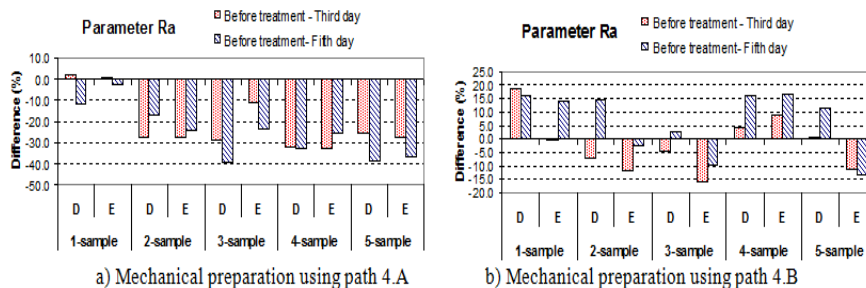 Parameter Ra
Before treatment - Third day
Before treatment- Fifth day
Difference (%)
10.0
0.0
-10.0
-20.0
-30.0
-40.0
-50.0
D E D E D E D E D E
1-sample 2-sample 3-sample 4-sample 5-sample
a) Mechanical preparation using path 4.A
Parameter Ra
Before treatment - Third day
Before treatment- Fifth day
Difference (%)
25.0
20.0
15.0
10.0
5.0
0.0
-5.0
-10.0
-15.0
-20.0
D E D E D E D E D E
1-sample 2-sample 3-sample 4-sample 5-sample
b) Mechanical preparation using path 4.B